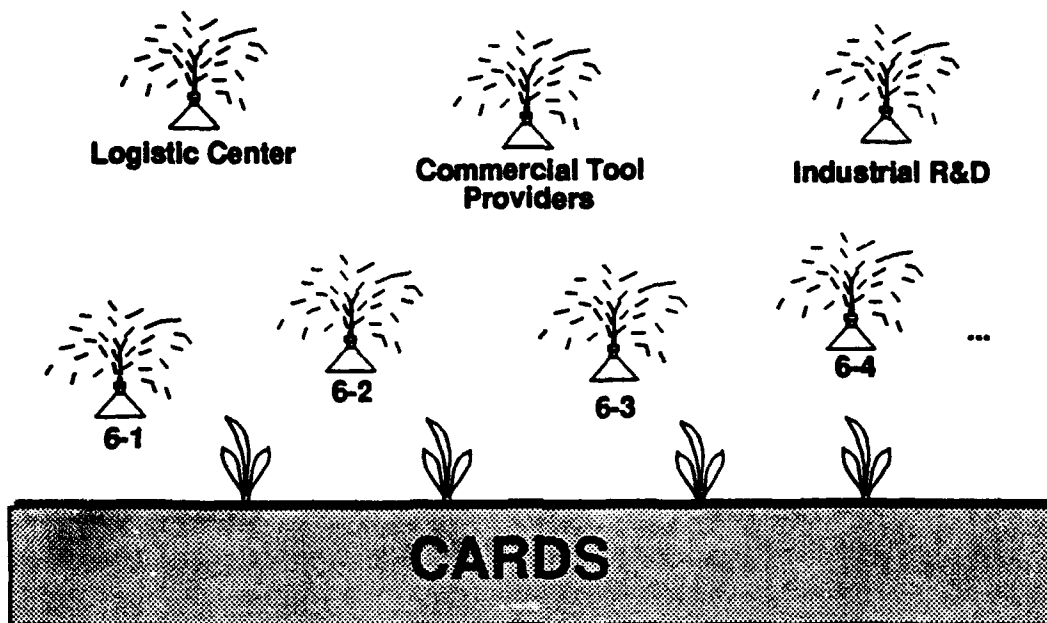 Logistic Center
Commercial Tool
Providers
Industrial R&D
6-1
6-2
6-3
6-4
...
CARDS